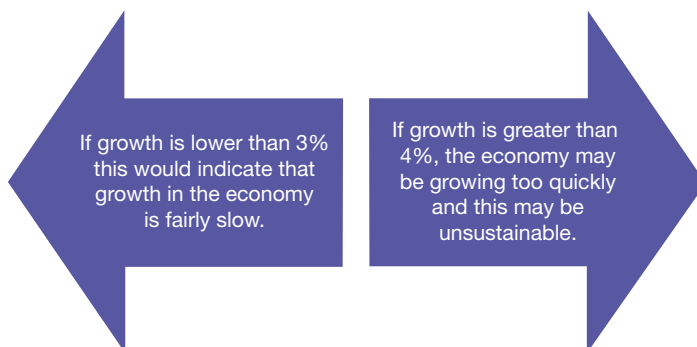 If growth is lower than 3%
this would indicate that
growth in the economy
is fairly slow.
If growth is greater than
4%, the economy may
be growing too quickly
and this may be
unsustainable.